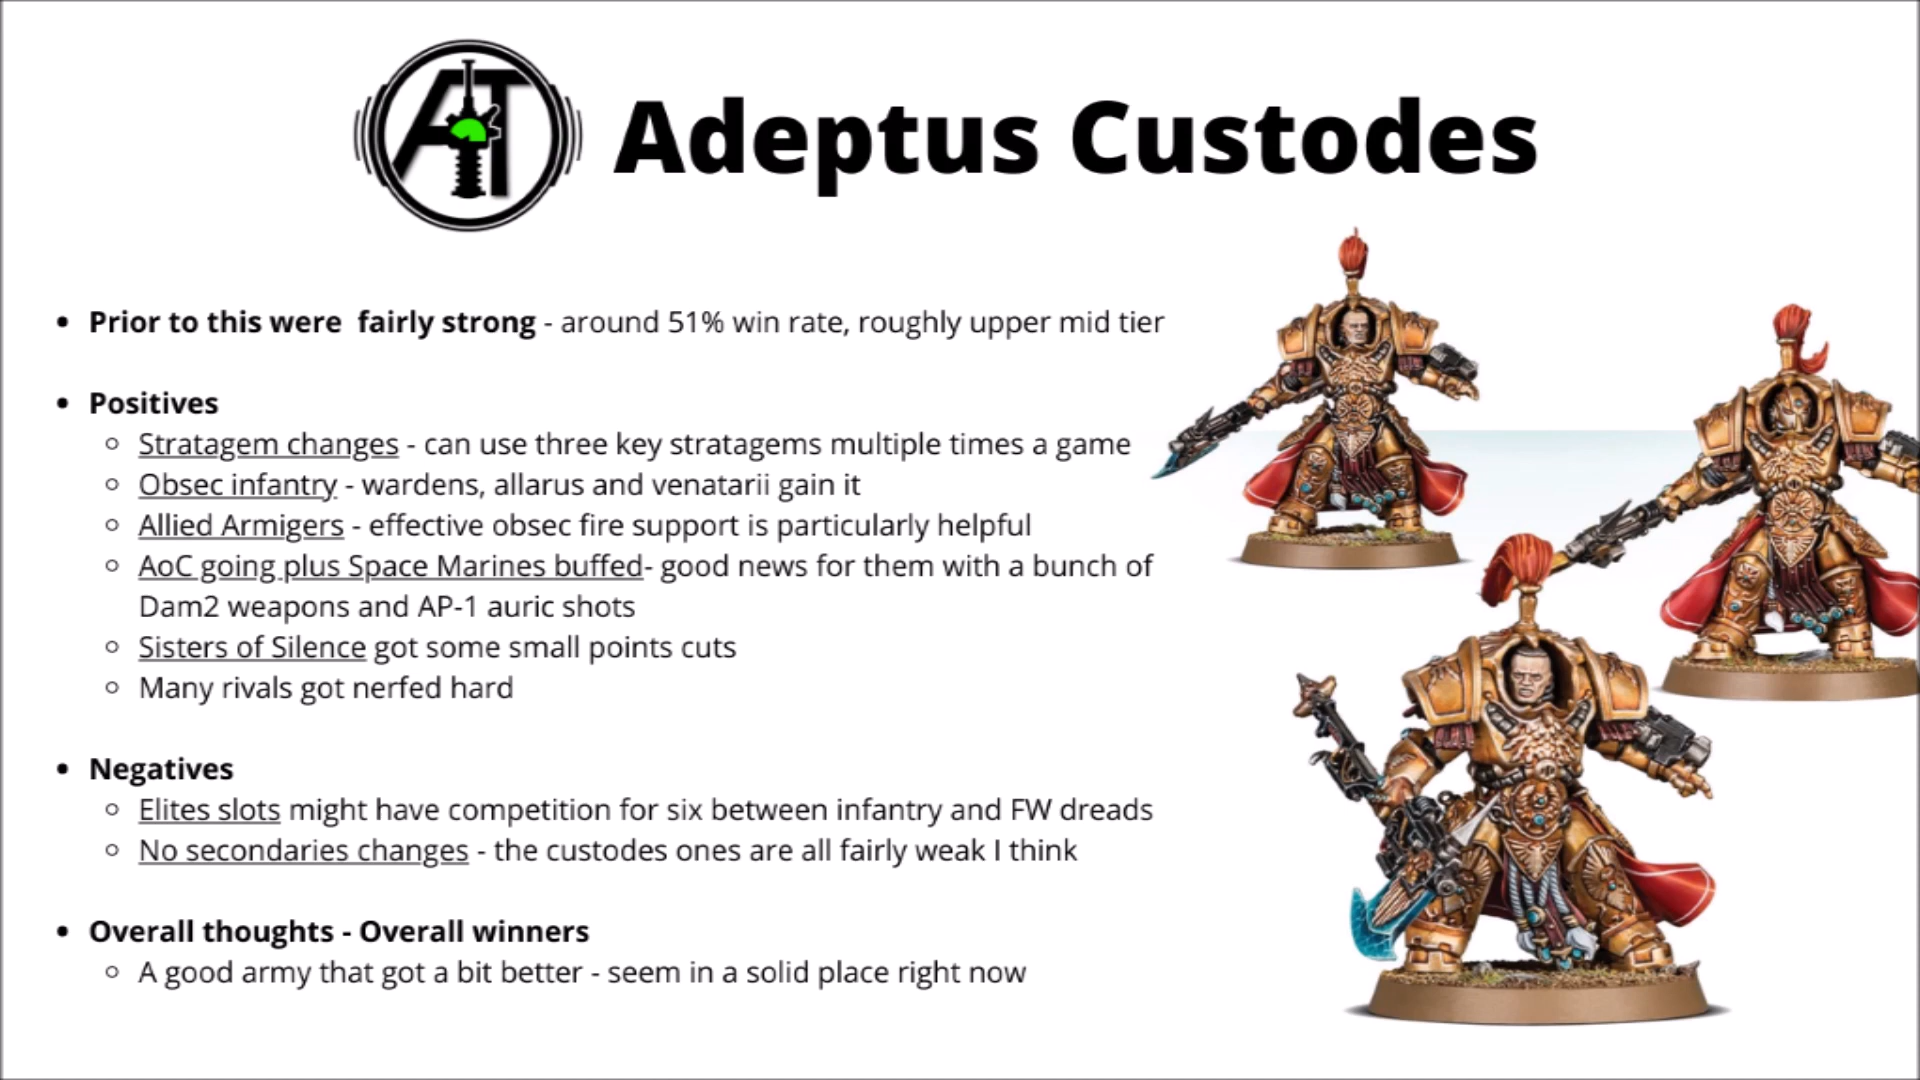 AT
Adeptus Custodes
• Prior to this were  fairly strong - around 51% win rate, roughly upper mid tier
• Positives
◦ Stratagem changes - can use three key stratagems multiple times a game
◦ Obsec infantry - wardens, allarus and venatarii gain it
◦ Allied Armigers - effective obsec fire support is particularly helpful
◦ AoC going plus Space Marines buffed- good news for them with a bunch of
Dam2 weapons and AP-1 auric shots
◦ Sisters of Silence got some small points cuts
◦ Many rivals got nerfed hard
• Negatives
◦ Elites slots might have competition for six between infantry and FW dreads
◦ No secondaries changes - the custodes ones are all fairly weak I think
• Overall thoughts - Overall winners
◦ A good army that got a bit better - seem in a solid place right now